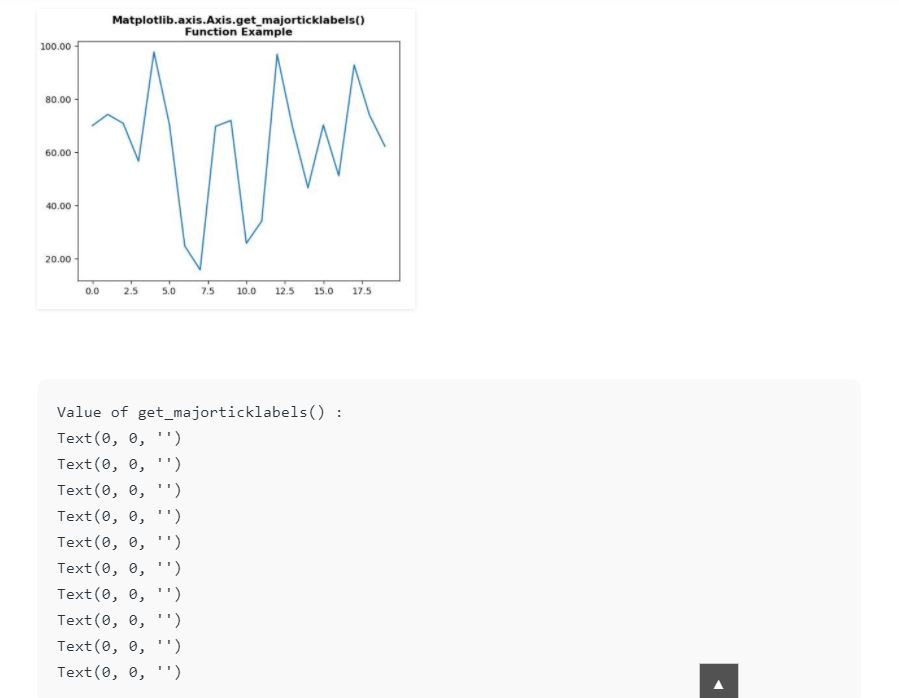 Matplotlib.axis.Axis.get_majorticklabels()
Function Example
100.00
80.00
60.00
40.00
20.00
0.0 2.5 5.0 7.5 10.0 12.5 15.0 17.5
Value of get_majorticklabels() :
Text(0, 0, '')
Text(0, 0, '')
Text(0, 0, '')
Text(0, 0, '')
Text(0, 0, '')
Text(0, 0, '')
Text(0, 0, '')
Text(0, 0, '')
Text(0, 0, '')
Text(0, 0, '')